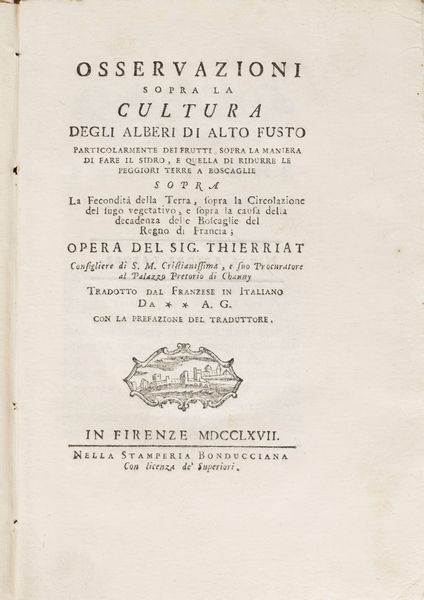 OSSERVAZIONI
SOPRA LA
CULTURA
DEGLI ALBERI DI ALTO FUSTO
PARTICOLARMENTE DEI FRUTTI, SOPRA LA MANIERA
DI FARE IL SIDRO, E QUELLA DI RIDURRE LE
PEGGIORI TERRE A BOSCAGLIE
SOPRA
La Fecondità della Terra, sopra la Circolazione
del sugo vegetativo, e sopra la causa della
decadenza delle Boscaglie del
Regno di Francia;
OPERA DEL SIG. THIERRIAT
Consigliere di S. M. Cristianissima, e suo Procuratore
al Palazzo Pretorio di Chauny
TRADOTTO DAL FRANZESE IN ITALIANO
DA * * A. G.
CON LA PREFAZIONE DEL TRADUTTORE.
IN FIRENZE MDCCLXVII.
NELLA STAMPERIA BONDUCCIANA
Con licenza de' Superiori.